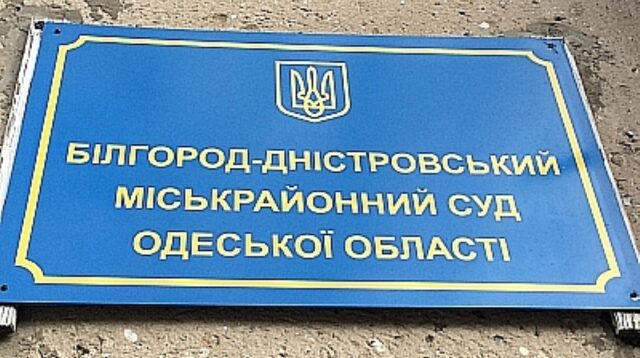 БІЛГОРОД-ДНІСТРОВСЬКИЙ
МІСЬКРАЙОННИЙ СУД
ОДЕСЬКОЇ ОБЛАСТІ